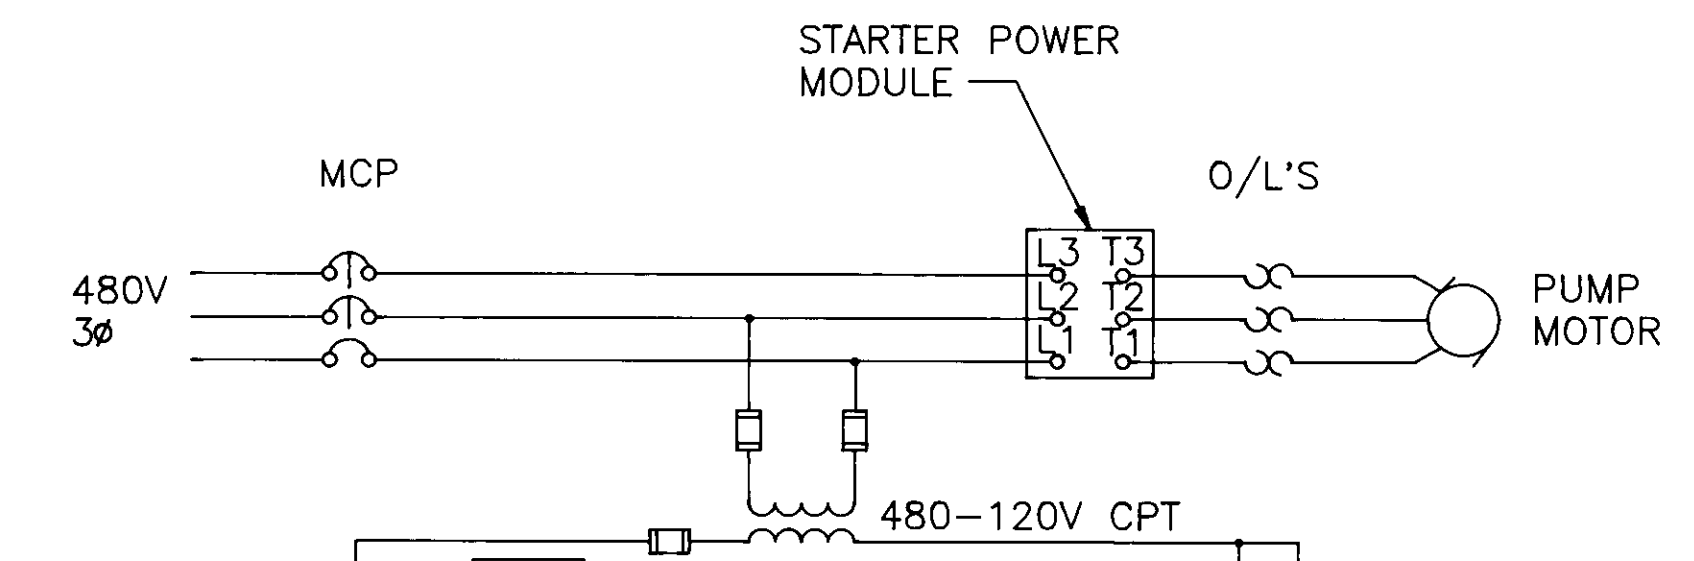 STARTER POWER
MODULE
MCP
O/L'S
480V
3ø
L3 T3
L2 T2
L1 T1
PUMP
MOTOR
480-120V CPT